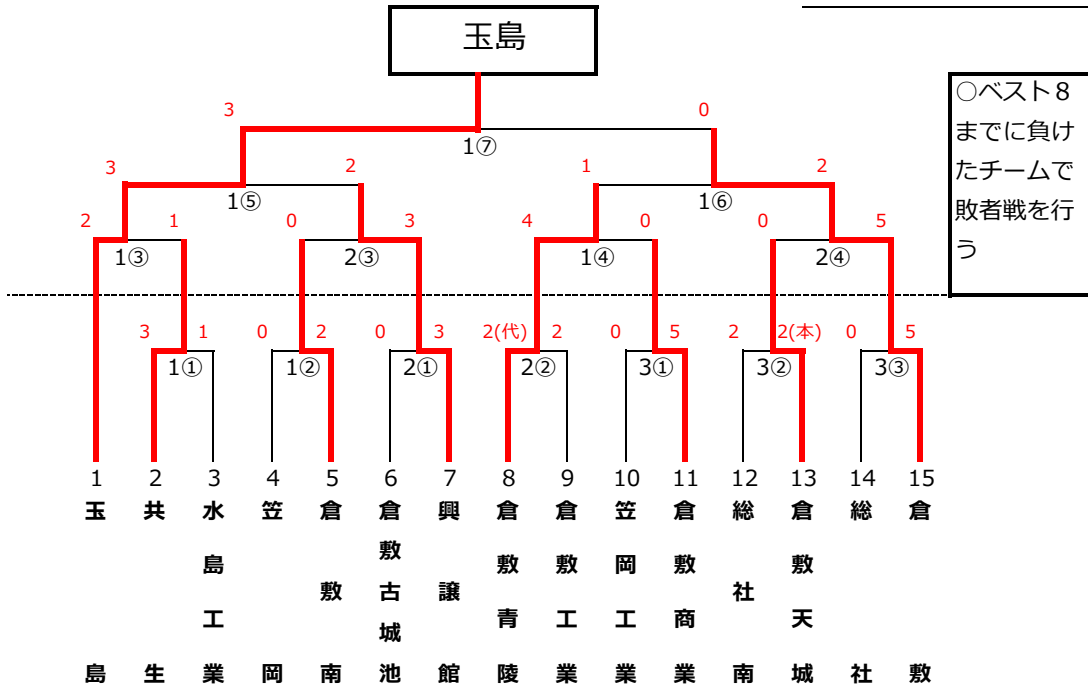 玉島
○ベスト８
までに負け
たチームで
敗者戦を行
う
3 0
1⑦
3 2 1 2
1⑤ 1⑥
2 1 0 3 4 0 0 5
1③ 2③ 1④ 2④
3 1 0 2 0 3 2(代) 2 0 5 2 2(本) 0 5
1① 1② 2① 2② 3① 3② 3③
1 2 3 4 5 6 7 8 9 10 11 12 13 14 15
玉島
共生
水島工業
笠岡
倉敷南
倉敷古城池
興譲館
倉敷青陵
倉敷工業
笠岡工業
倉敷商業
総社南
倉敷天城
総社
倉敷